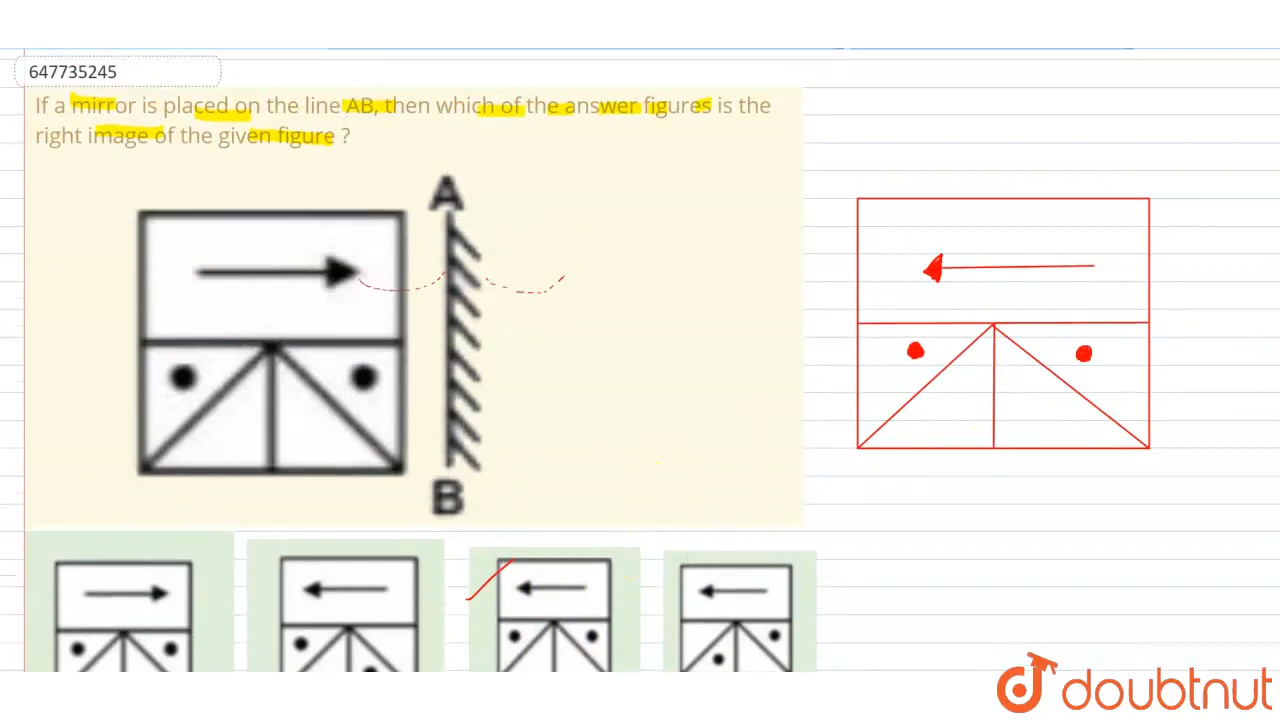 647735245
If a mirror is placed on the line AB, then which of the answer figures is the
right image of the given figure ?
A
B
doubtnut